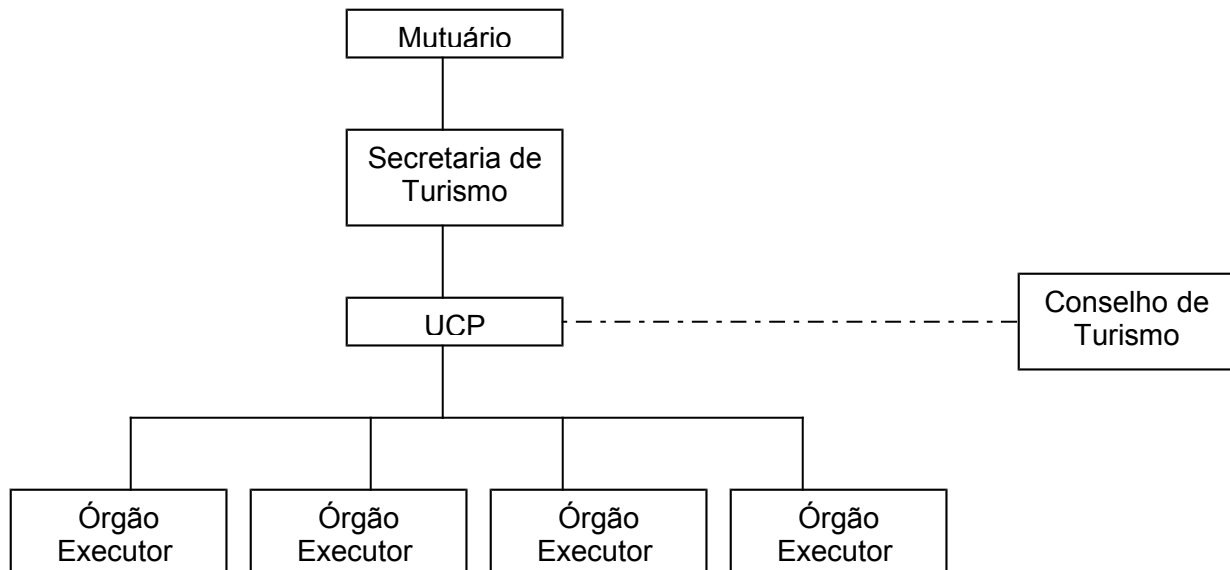 Mutuário
Secretaria de
Turismo
UCP
Conselho de
Turismo
Órgão
Executor
Órgão
Executor
Órgão
Executor
Órgão
Executor